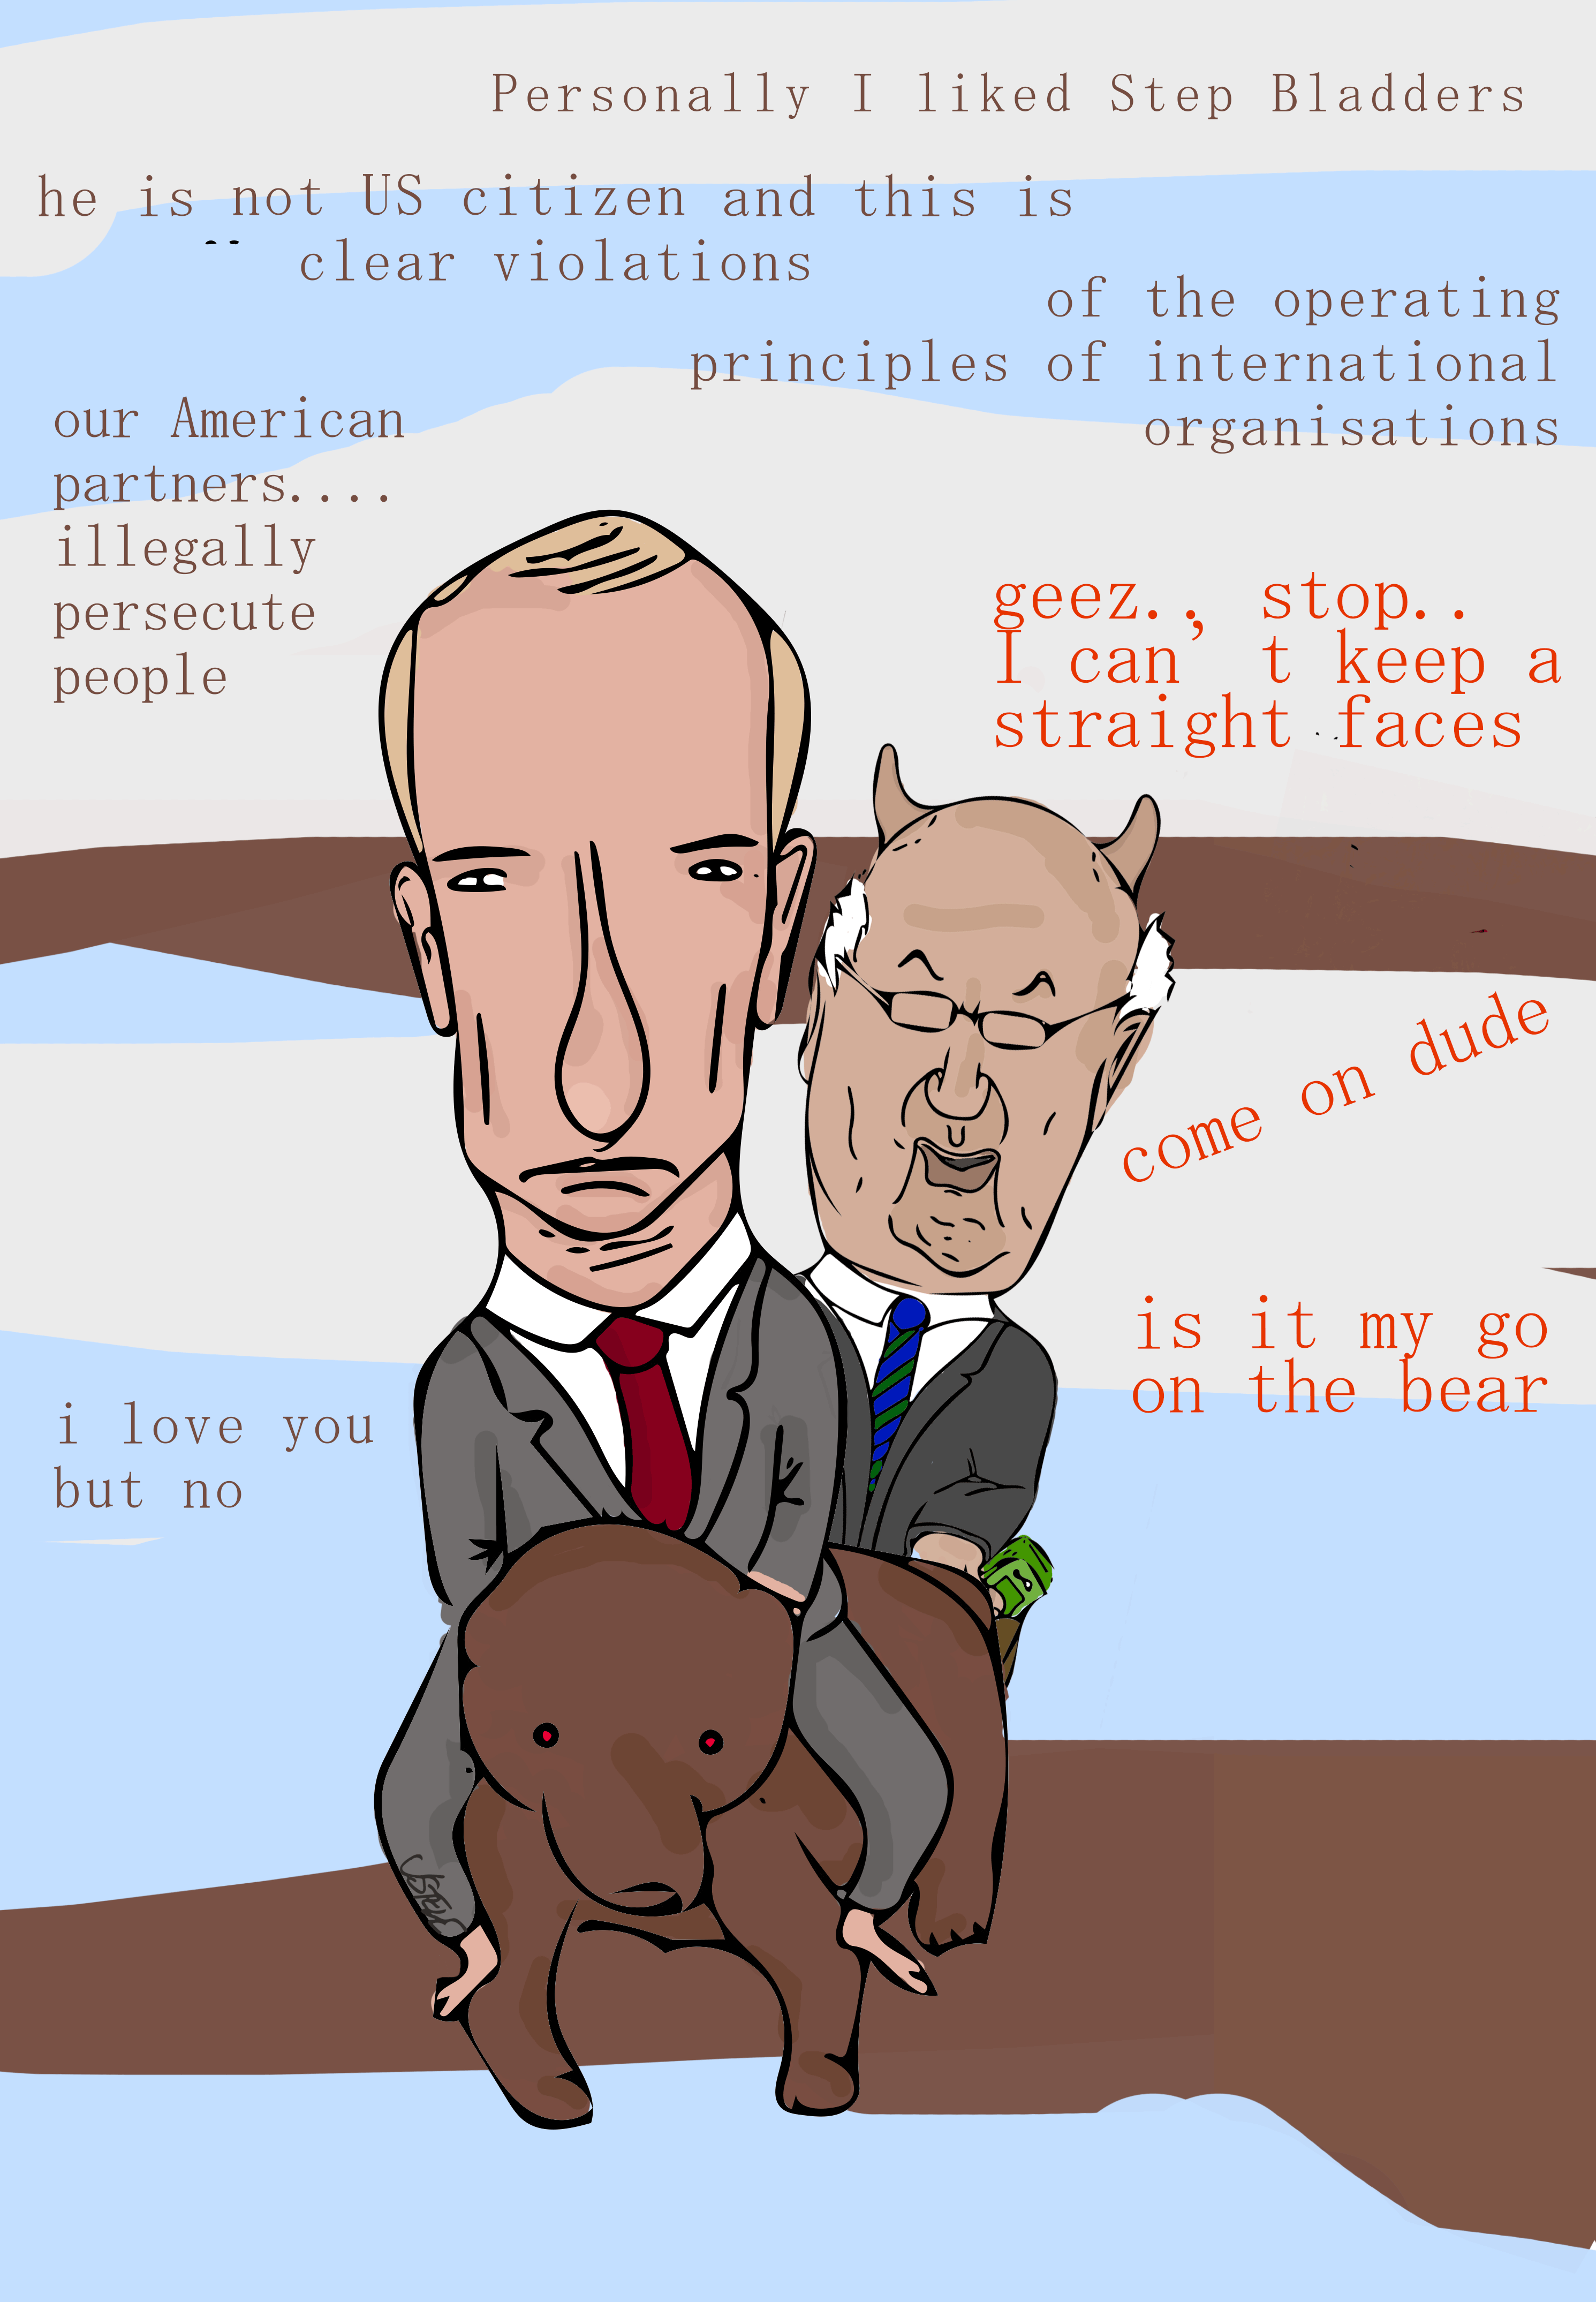 Personally I liked Step Bladders
he is not US citizen and this is
clear violations
of the operating
principles of international
organisations
our American
partners....
illegally
persecute
people
geez., stop..
I can't keep a
straight faces
come on dude
is it my go
on the bear
i love you
but no